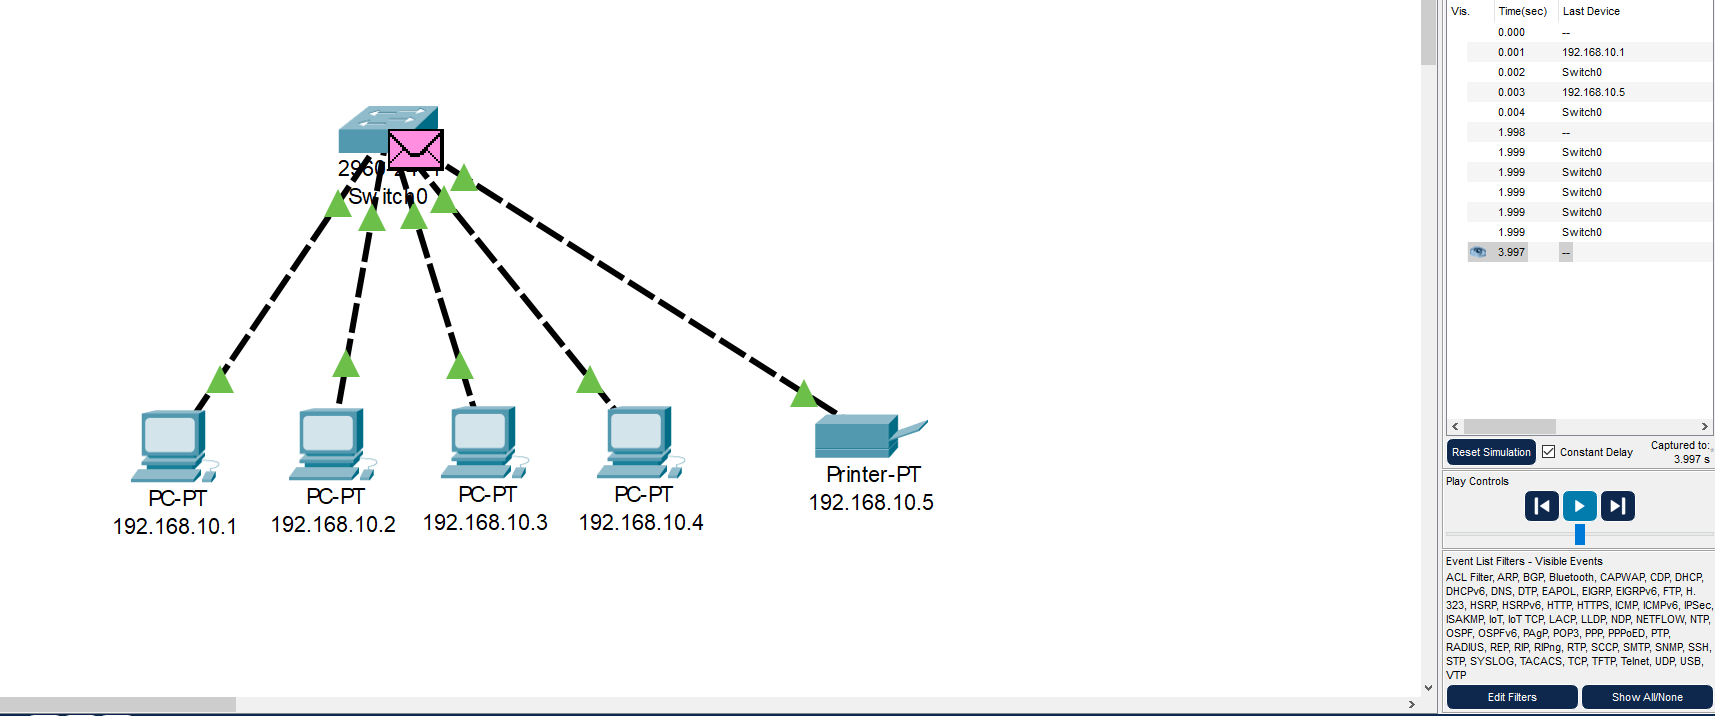 2960-24TT
Switch0
PC-PT
192.168.10.1
PC-PT
192.168.10.2
PC-PT
192.168.10.3
PC-PT
192.168.10.4
Printer-PT
192.168.10.5
Vis. Time(sec) Last Device
0.000 --
0.001 192.168.10.1
0.002 Switch0
0.003 192.168.10.5
0.004 Switch0
1.998 --
1.999 Switch0
1.999 Switch0
1.999 Switch0
1.999 Switch0
1.999 Switch0
3.997 --
Reset Simulation Constant Delay Captured to:
3.997 s
Play Controls
Event List Filters - Visible Events
ACL Filter, ARP, BGP, Bluetooth, CAPWAP, CDP, DHCP,
DHCPv6, DNS, DTP, EAPOL, EIGRP, EIGRPv6, FTP, H.
323, HSRP, HSRPv6, HTTP, HTTPS, ICMP, ICMPv6, IPSec,
ISAKMP, IoT, IoT TCP, LACP, LLDP, NDP, NETFLOW, NTP,
OSPF, OSPFv6, PAgP, POP3, PPP, PPPoED, PTP,
RADIUS, REP, RIP, RIPng, RTP, SCCP, SMTP, SNMP, SSH,
STP, SYSLOG, TACACS, TCP, TFTP, Telnet, UDP, USB,
VTP
Edit Filters Show All/None